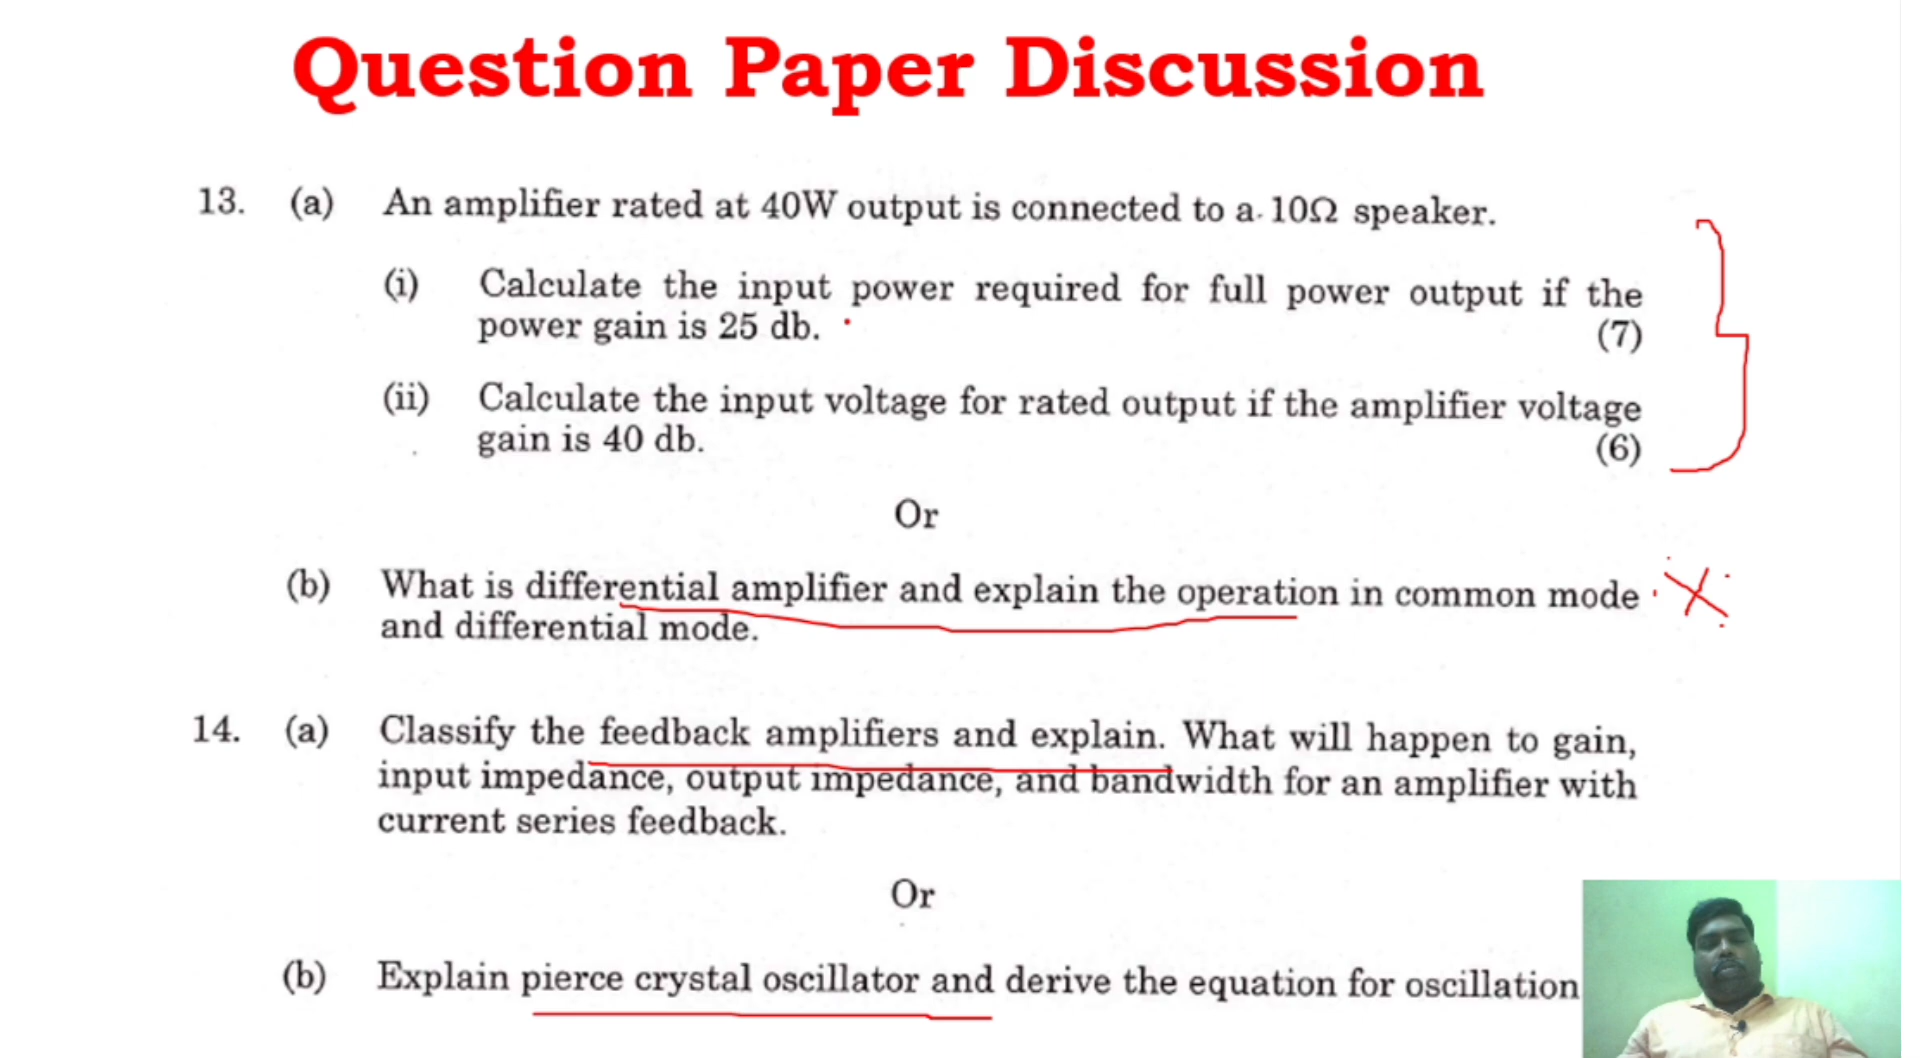 Question Paper Discussion
13. (a) An amplifier rated at 40W output is connected to a 10Ω speaker.
(i) Calculate the input power required for full power output if the
power gain is 25 db. (7)
(ii) Calculate the input voltage for rated output if the amplifier voltage
gain is 40 db. (6)
Or
(b) What is differential amplifier and explain the operation in common mode
and differential mode.
14. (a) Classify the feedback amplifiers and explain. What will happen to gain,
input impedance, output impedance, and bandwidth for an amplifier with
current series feedback.
Or
(b) Explain pierce crystal oscillator and derive the equation for oscillation